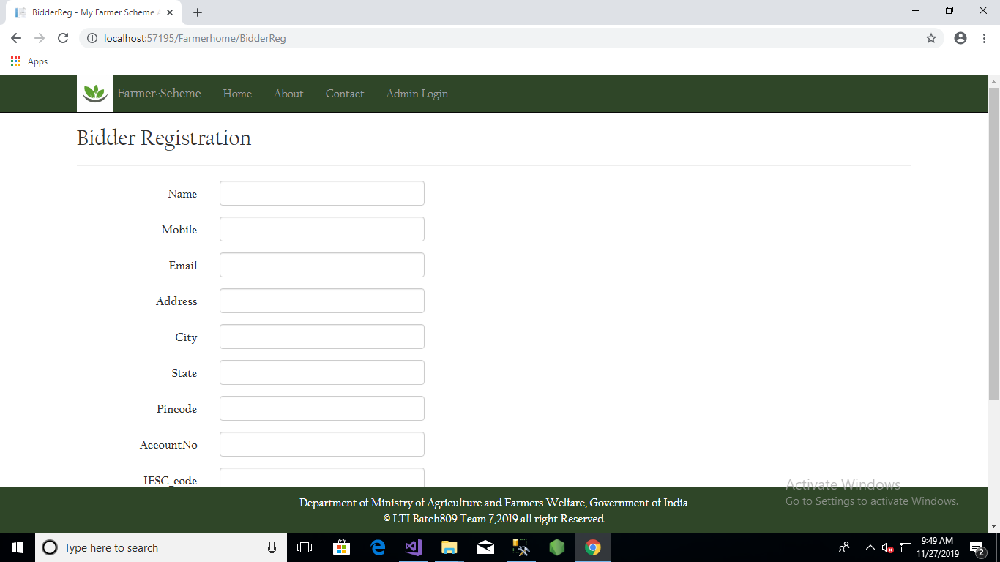 BidderReg - My Farmer Scheme
localhost:57195/Farmerhome/BidderReg
Apps
Farmer-Scheme Home About Contact Admin Login
Bidder Registration
Name
Mobile
Email
Address
City
State
Pincode
AccountNo
IFSC_code
Activate Windows
Go to Settings to activate Windows.
Department of Ministry of Agriculture and Farmers Welfare, Government of India
© LTI Batch809 Team 7,2019 all right Reserved
Type here to search
9:49 AM
11/27/2019
2